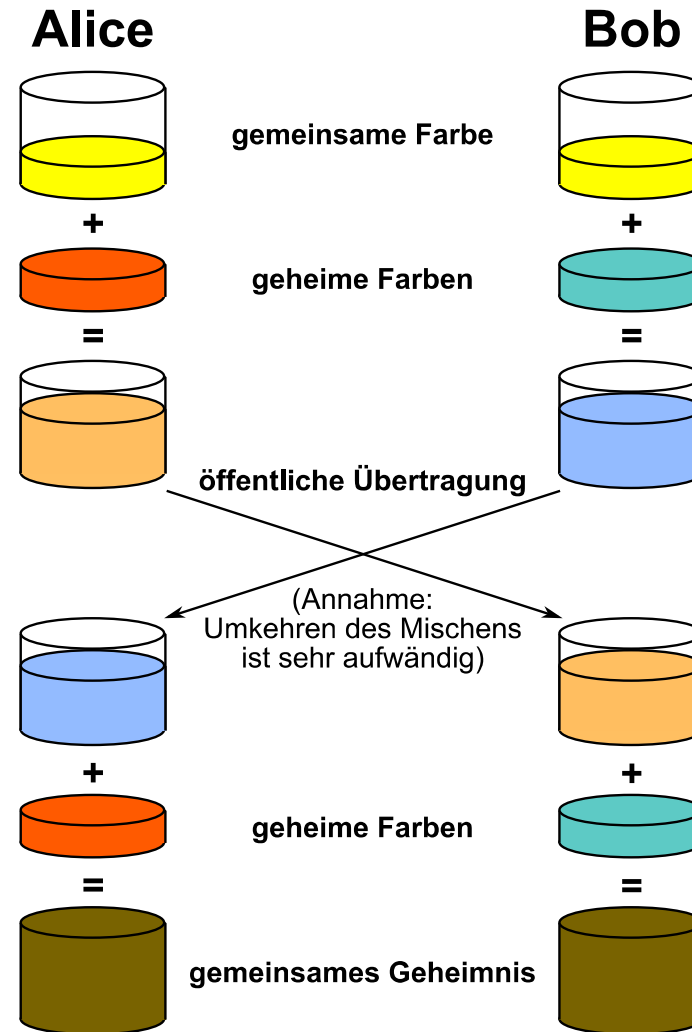 Alice Bob
gemeinsame Farbe
+ +
geheime Farben
= =
öffentliche Übertragung
(Annahme:
Umkehren des Mischens
ist sehr aufwändig)
+ +
geheime Farben
= =
gemeinsames Geheimnis